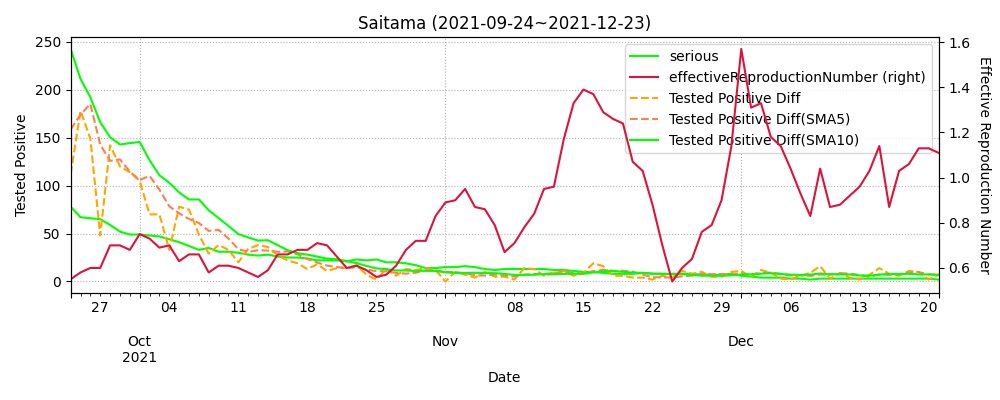 Saitama (2021-09-24~2021-12-23)
250
200
150
100
50
0
Tested Positive
1.6
1.4
1.2
1.0
0.8
0.6
Effective Reproduction Number
serious
effectiveReproductionNumber (right)
Tested Positive Diff
Tested Positive Diff(SMA5)
Tested Positive Diff(SMA10)
27 04 11 18 25 08 15 22 29 06 13 20
Oct Nov Dec
2021
Date